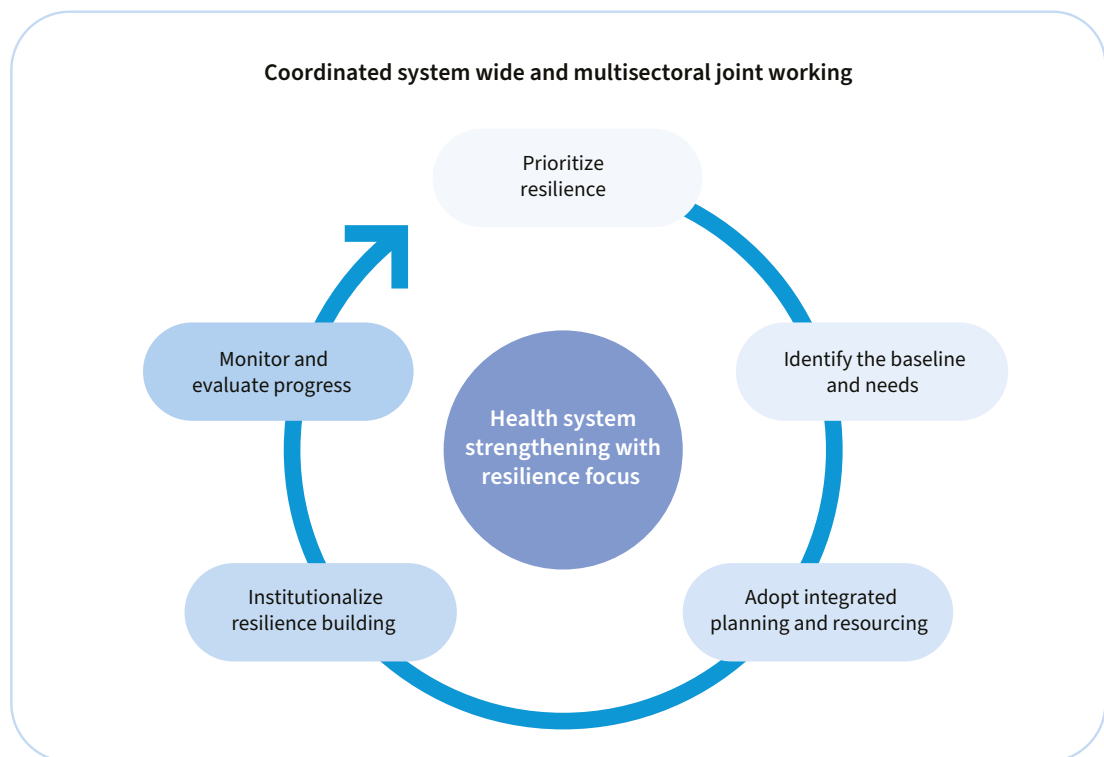 Coordinated system wide and multisectoral joint working
Prioritize
resilience
Identify the baseline
and needs
Adopt integrated
planning and resourcing
Institutionalize
resilience building
Monitor and
evaluate progress
Health system
strengthening with
resilience focus